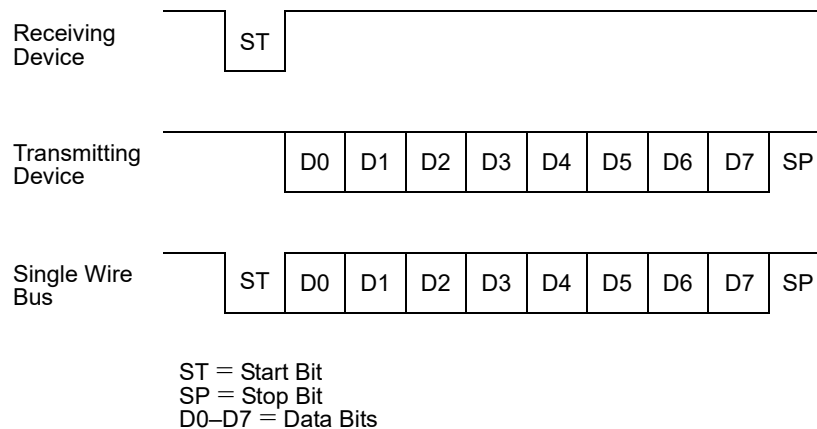 Receiving
Device
ST
Transmitting
Device
D0 D1 D2 D3 D4 D5 D6 D7 SP
Single Wire
Bus
ST D0 D1 D2 D3 D4 D5 D6 D7 SP
ST = Start Bit
SP = Stop Bit
D0–D7 = Data Bits